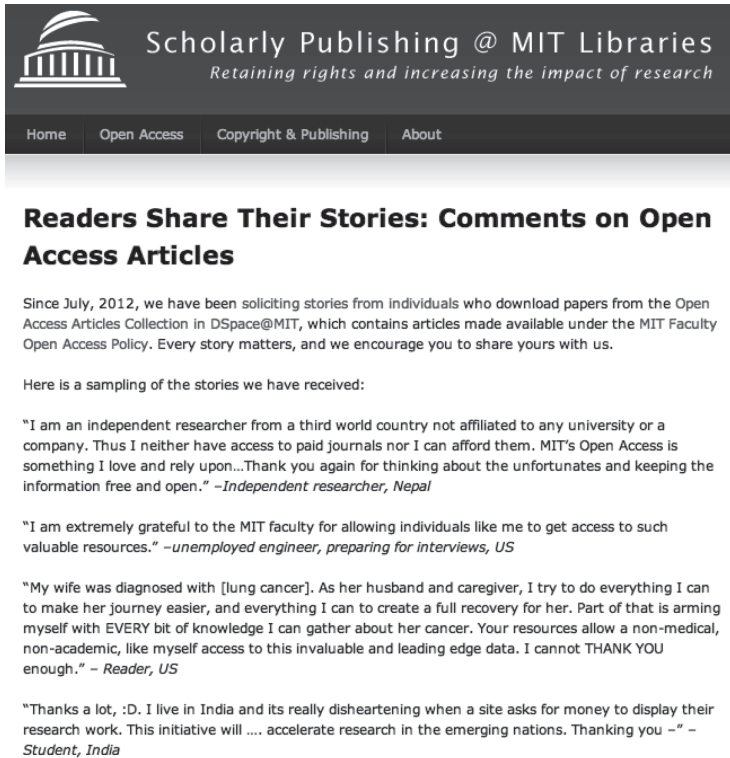 Scholarly Publishing @ MIT Libraries
Retaining rights and increasing the impact of research
Home Open Access Copyright & Publishing About
Readers Share Their Stories: Comments on Open
Access Articles
Since July, 2012, we have been soliciting stories from individuals who download papers from the Open
Access Articles Collection in DSpace@MIT, which contains articles made available under the MIT Faculty
Open Access Policy. Every story matters, and we encourage you to share yours with us.
Here is a sampling of the stories we have received:
“I am an independent researcher from a third world country not affiliated to any university or a
company. Thus I neither have access to paid journals nor I can afford them. MIT’s Open Access is
something I love and rely upon…Thank you again for thinking about the unfortunates and keeping the
information free and open.” –Independent researcher, Nepal
“I am extremely grateful to the MIT faculty for allowing individuals like me to get access to such
valuable resources.” –unemployed engineer, preparing for interviews, US
“My wife was diagnosed with [lung cancer]. As her husband and caregiver, I try to do everything I can
to make her journey easier, and everything I can to create a full recovery for her. Part of that is arming
myself with EVERY bit of knowledge I can gather about her cancer. Your resources allow a non-medical,
non-academic, like myself access to this invaluable and leading edge data. I cannot THANK YOU
enough.” – Reader, US
“Thanks a lot, :D. I live in India and its really disheartening when a site asks for money to display their
research work. This initiative will …. accelerate research in the emerging nations. Thanking you –” –
Student, India